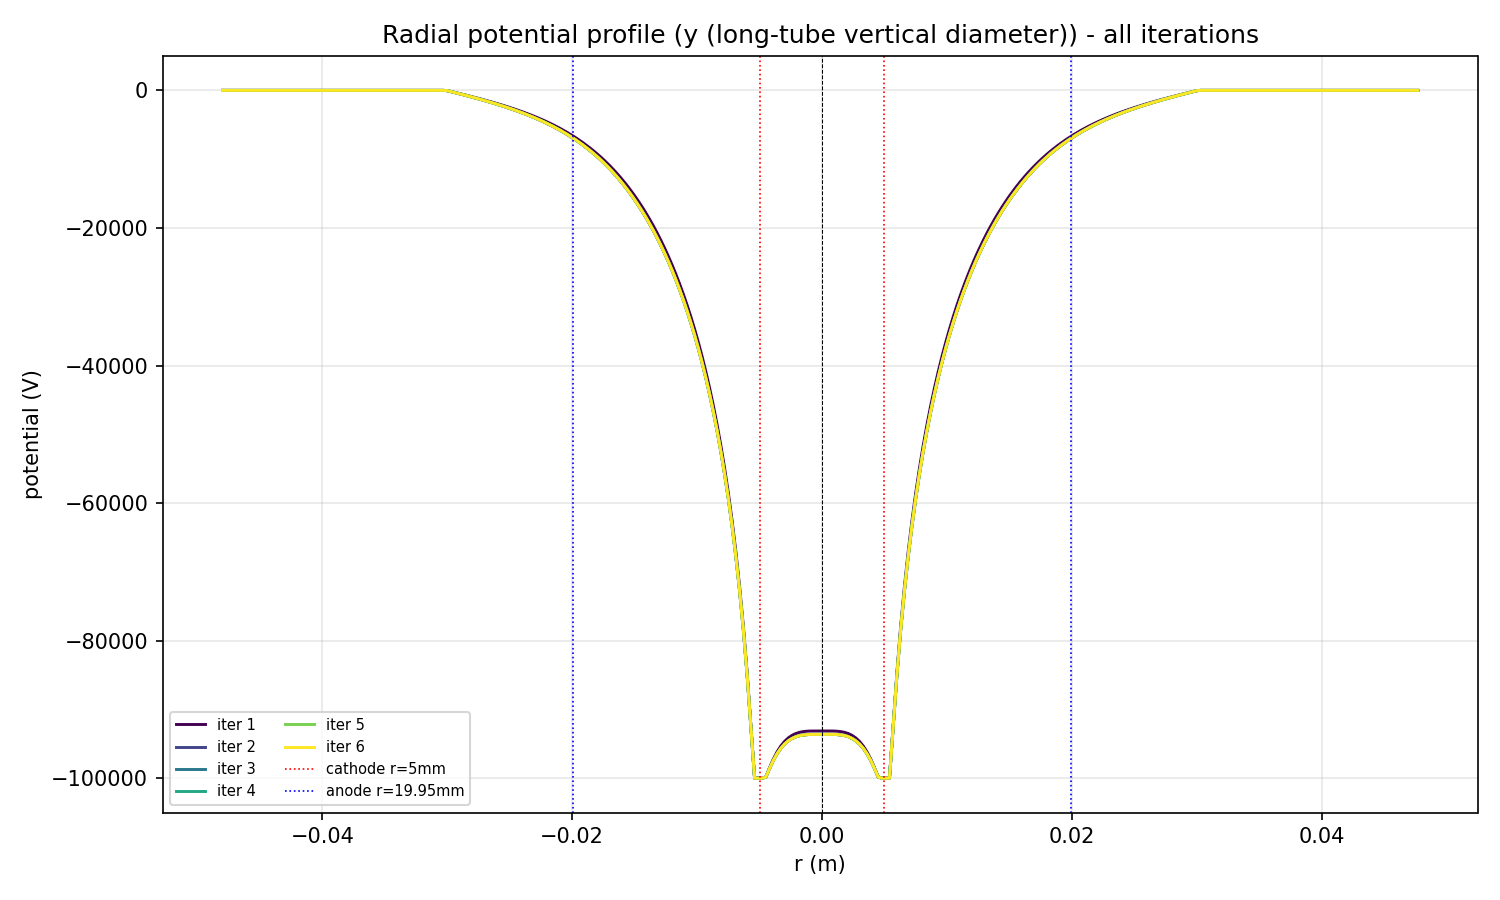 Radial potential profile (y (long-tube vertical diameter)) - all iterations
potential (V)
0
−20000
−40000
−60000
−80000
−100000
iter 1
iter 2
iter 3
iter 4
iter 5
iter 6
cathode r=5mm
anode r=19.95mm
−0.04
−0.02
0.00
0.02
0.04
r (m)